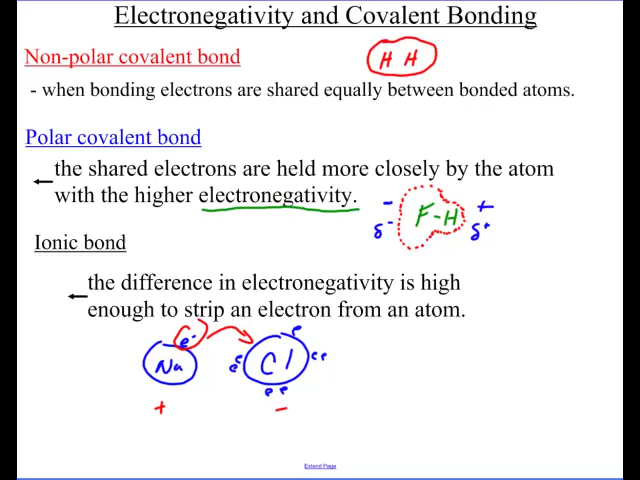 Electronegativity and Covalent Bonding
Non-polar covalent bond
H H
- when bonding electrons are shared equally between bonded atoms.
Polar covalent bond
the shared electrons are held more closely by the atom
with the higher electronegativity.
- F-H +
δ- δ+
Ionic bond
the difference in electronegativity is high
enough to strip an electron from an atom.
e- e
Na e e Cl e e
e e
+ -
Extend Page